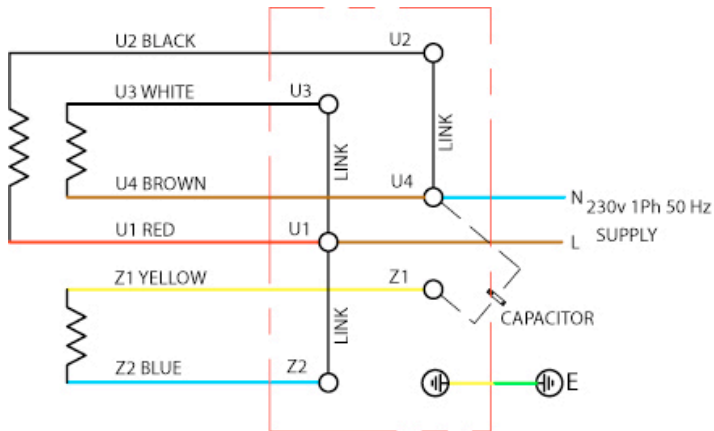 U2 BLACK
U2
U3 WHITE
U3
LINK
LINK
U4 BROWN
U4
N
230v 1Ph 50 Hz
SUPPLY
U1 RED
U1
L
Z1 YELLOW
Z1
LINK
CAPACITOR
Z2 BLUE
Z2
E